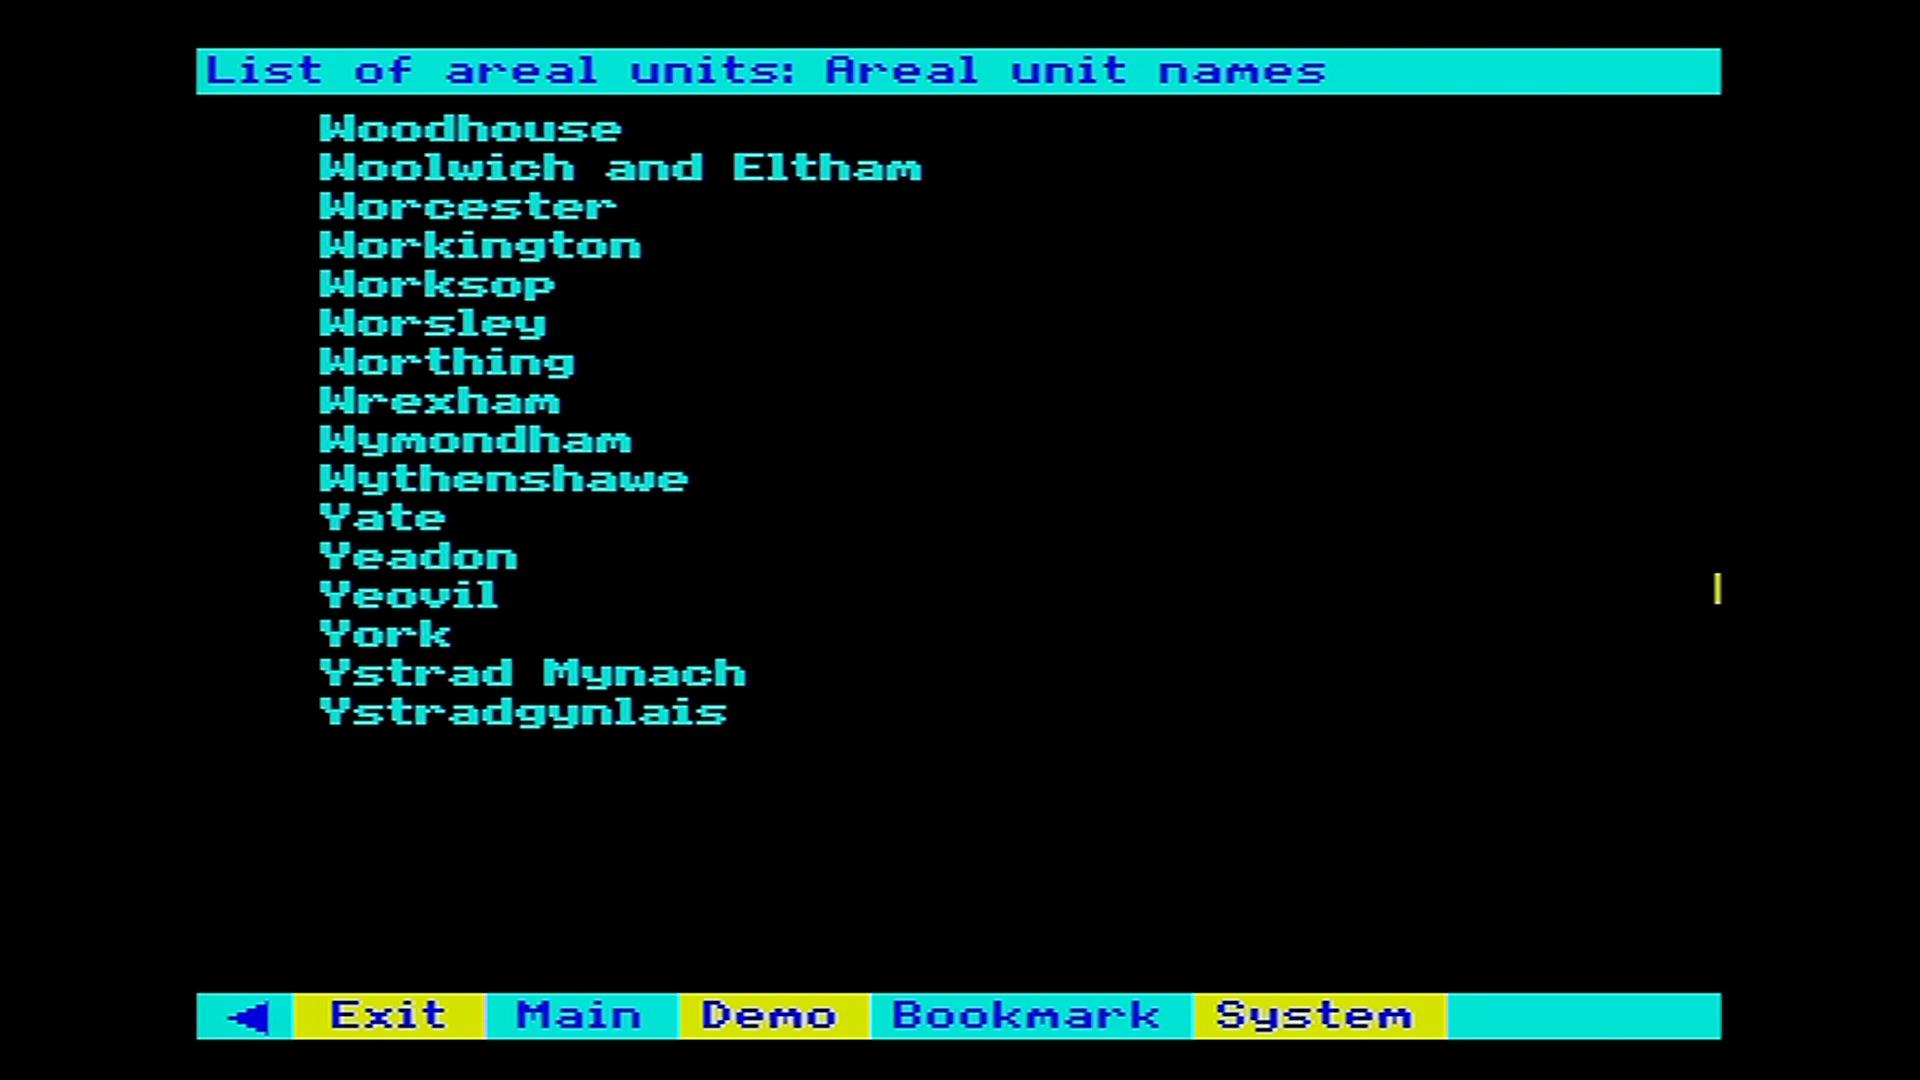 List of areal units: Areal unit names
Woodhouse
Woolwich and Eltham
Worcester
Workington
Worksop
Worsley
Worthing
Wrexham
Wymondham
Wythenshawe
Yate
Yeadon
Yeovil
York
Ystrad Mynach
Ystradgynlais
Exit Main Demo Bookmark System